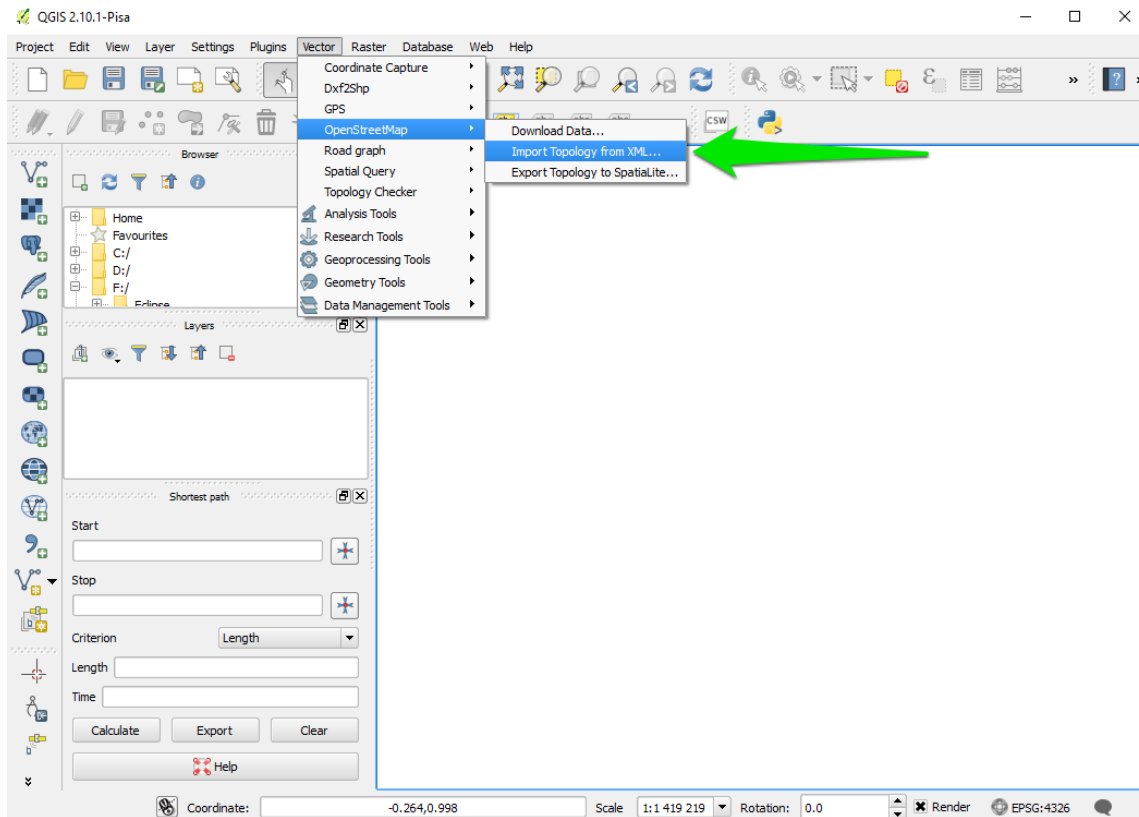 QGIS 2.10.1-Pisa
Project Edit View Layer Settings Plugins Vector Raster Database Web Help
Coordinate Capture
Dxf2Shp
GPS
OpenStreetMap
Road graph
Spatial Query
Topology Checker
Analysis Tools
Research Tools
Geoprocessing Tools
Geometry Tools
Data Management Tools
Download Data...
Import Topology from XML...
Export Topology to SpatiaLite...
CSW
Browser
Home
Favourites
C:/
D:/
F:/
Eclipse
Layers
Shortest path
Start
Stop
Criterion Length
Length
Time
Calculate Export Clear
Help
Coordinate: -0.264,0.998 Scale 1:1 419 219 Rotation: 0.0 Render EPSG:4326